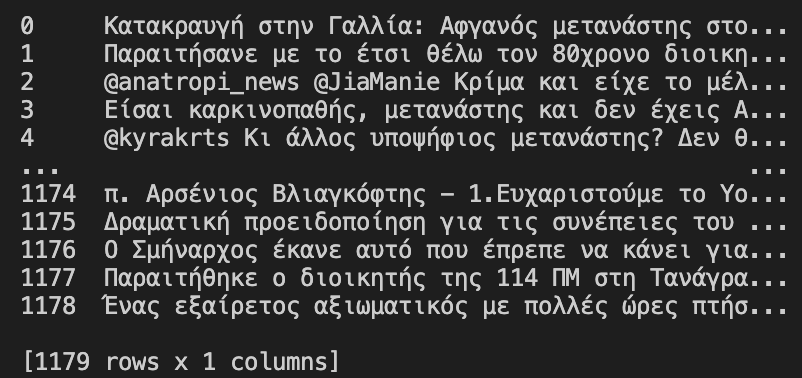 0 Κατακραυγή στην Γαλλία: Αφγανός μετανάστης στο...
1 Παραιτήσανε με το έτσι θέλω τον 80χρονο διοικη...
2 @anatropi_news @JiaManie Κρίμα και είχε το μέλ...
3 Είσαι καρκινοπαθής, μετανάστης και δεν έχεις Α...
4 @kyrakrts Κι άλλος υποψήφιος μετανάστης? Δεν θ...
... ...
1174 π. Αρσένιος Βλιαγκόφτης – 1.Ευχαριστούμε το Yo...
1175 Δραματική προειδοποίηση για τις συνέπειες του ...
1176 Ο Σμήναρχος έκανε αυτό που έπρεπε να κάνει για...
1177 Παραιτήθηκε ο διοικητής της 114 ΠΜ στη Τανάγρα...
1178 Ένας εξαίρετος αξιωματικός με πολλές ώρες πτήσ...
[1179 rows x 1 columns]